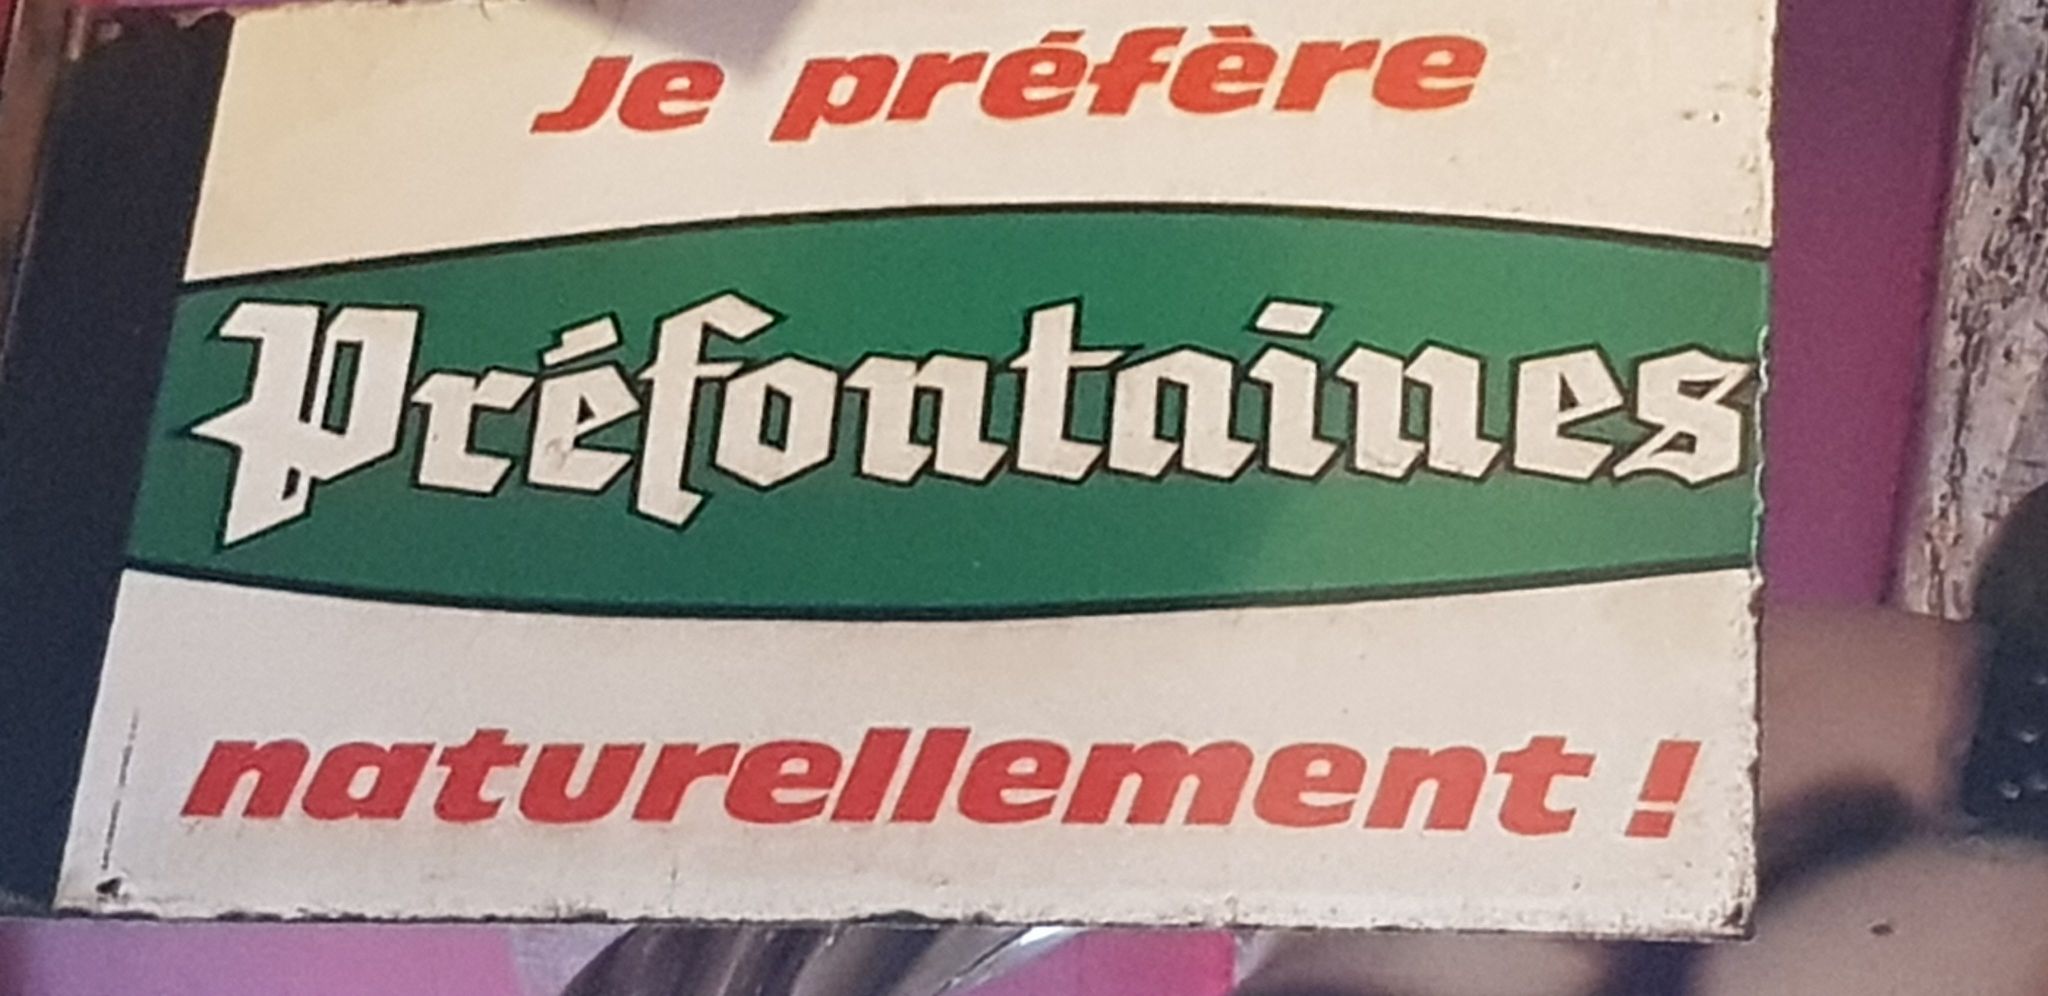 Je préfère
Préfontaines
naturellement !